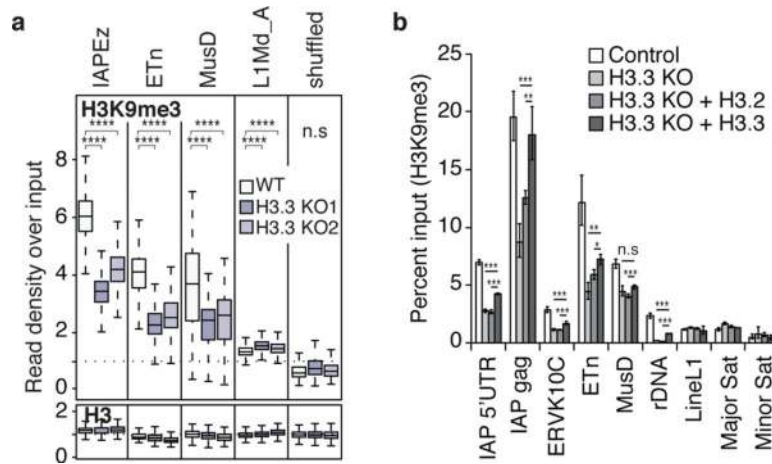 a
IAPEz
ETn
MusD
L1Md_A
shuffled
H3K9me3
****
****
****
****
****
****
****
****
n.s
WT
H3.3 KO1
H3.3 KO2
Read density over input
8
6
4
2
0
H3
2
1
0
b
Control
H3.3 KO
H3.3 KO + H3.2
H3.3 KO + H3.3
Percent input (H3K9me3)
25
20
15
10
5
0
***
***
***
**
***
***
**
*
n.s
***
***
***
IAP 5'UTR
IAP gag
ERVK10C
ETn
MusD
rDNA
LineL1
Major Sat
Minor Sat